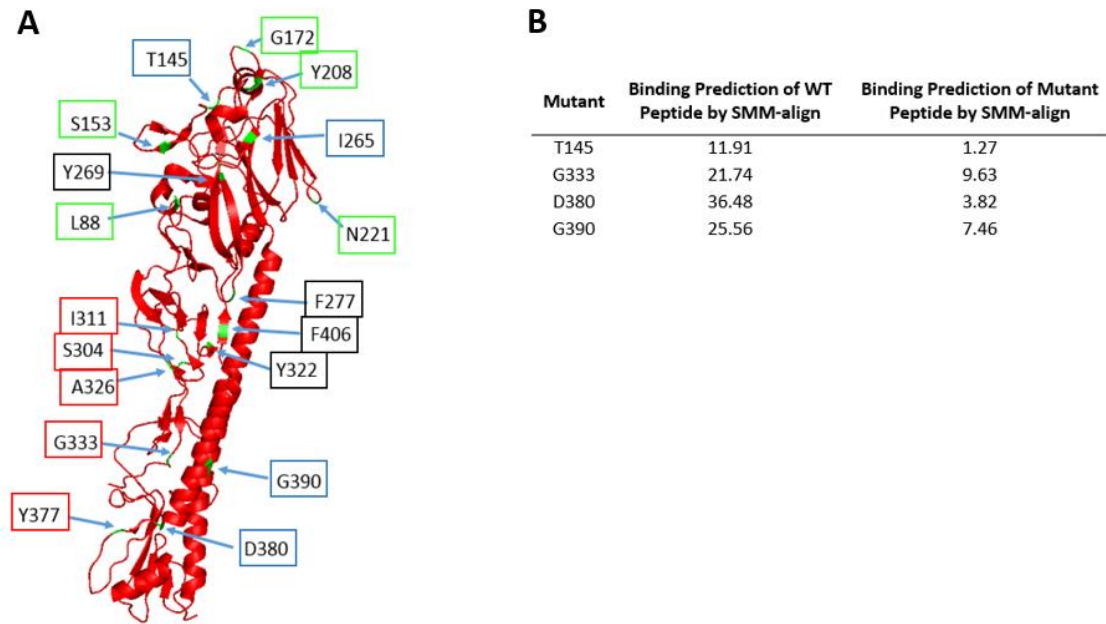 A
G172
T145
Y208
S153
I265
Y269
L88
N221
F277
I311
F406
S304
Y322
A326
G333
G390
Y377
D380
B
Mutant Binding Prediction of WT Peptide by SMM-align Binding Prediction of Mutant Peptide by SMM-align
T145 11.91 1.27
G333 21.74 9.63
D380 36.48 3.82
G390 25.56 7.46